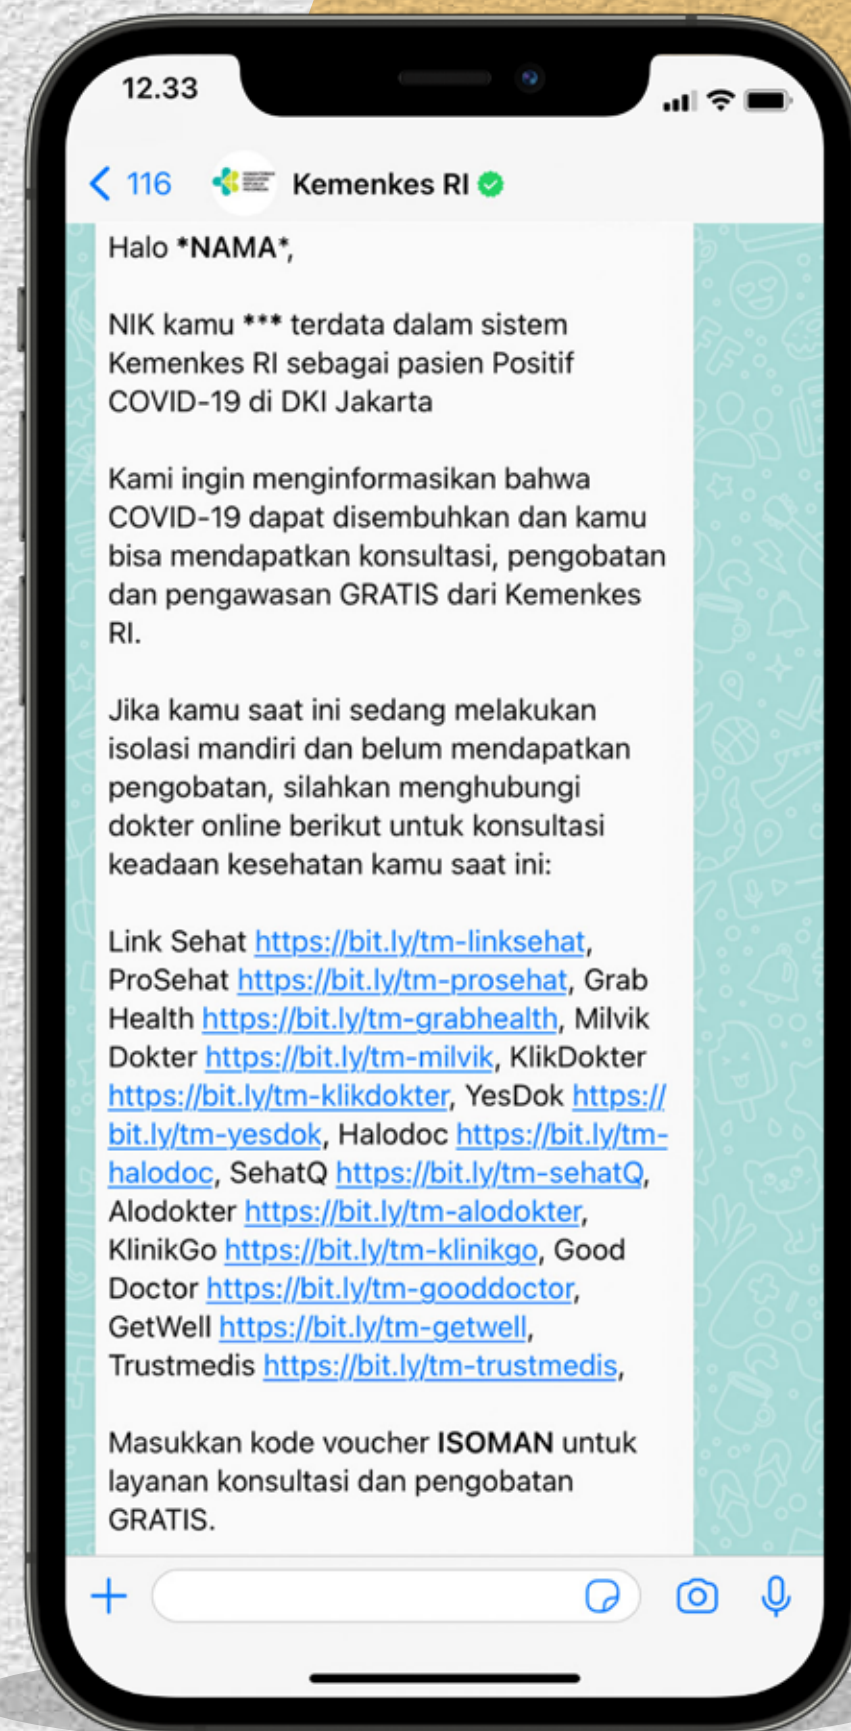 12.33
116
Kemenkes RI
Halo *NAMA*,
NIK kamu *** terdata dalam sistem
Kemenkes RI sebagai pasien Positif
COVID-19 di DKI Jakarta
Kami ingin menginformasikan bahwa
COVID-19 dapat disembuhkan dan kamu
bisa mendapatkan konsultasi, pengobatan
dan pengawasan GRATIS dari Kemenkes
RI.
Jika kamu saat ini sedang melakukan
isolasi mandiri dan belum mendapatkan
pengobatan, silahkan menghubungi
dokter online berikut untuk konsultasi
keadaan kesehatan kamu saat ini:
Link Sehat https://bit.ly/tm-linksehat,
ProSehat https://bit.ly/tm-prosehat, Grab
Health https://bit.ly/tm-grabhealth, Milvik
Dokter https://bit.ly/tm-milvik, KlikDokter
https://bit.ly/tm-klikdokter, YesDok https://
bit.ly/tm-yesdok, Halodoc https://bit.ly/tm-
halodoc, SehatQ https://bit.ly/tm-sehatQ,
Alodokter https://bit.ly/tm-alodokter,
KlinikGo https://bit.ly/tm-klinikgo, Good
Doctor https://bit.ly/tm-gooddoctor,
GetWell https://bit.ly/tm-getwell,
Trustmedis https://bit.ly/tm-trustmedis,
Masukkan kode voucher ISOMAN untuk
layanan konsultasi dan pengobatan
GRATIS.